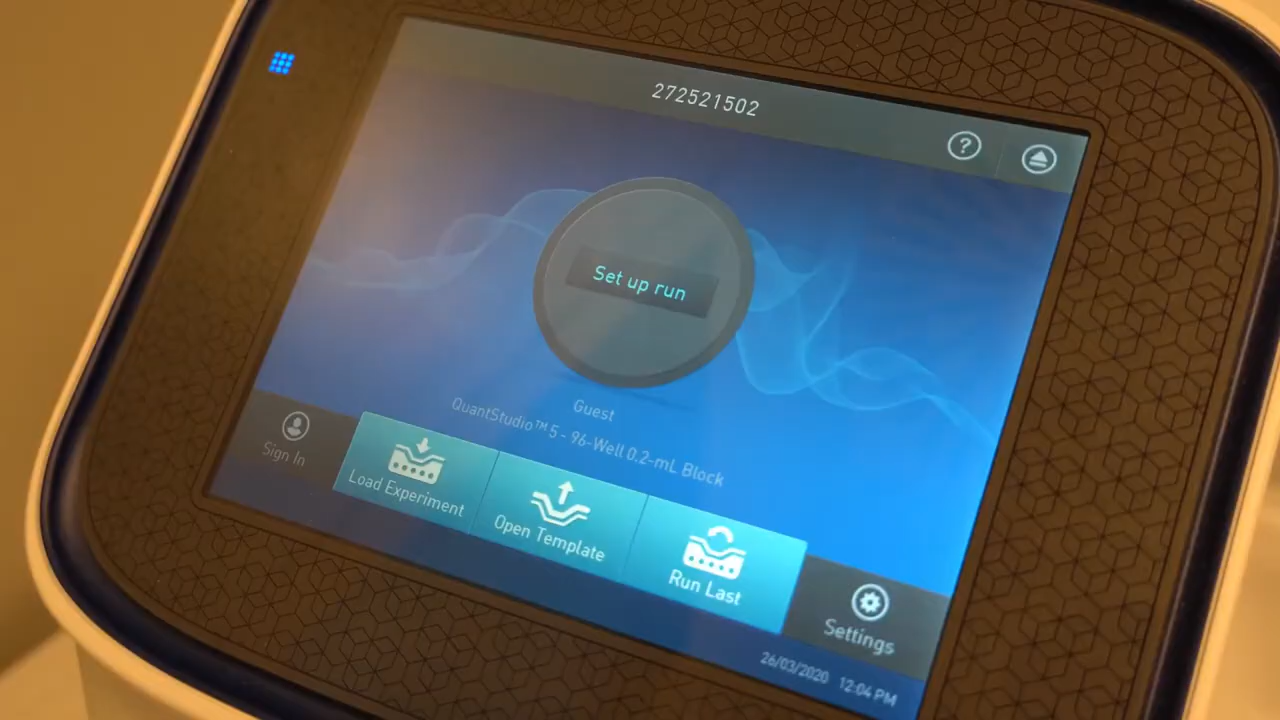 272521502
?
Set up run
Guest
QuantStudio™ 5 - 96-Well 0.2-mL Block
Sign In
Load Experiment
Open Template
Run Last
Settings
26/03/2020 12:04 PM